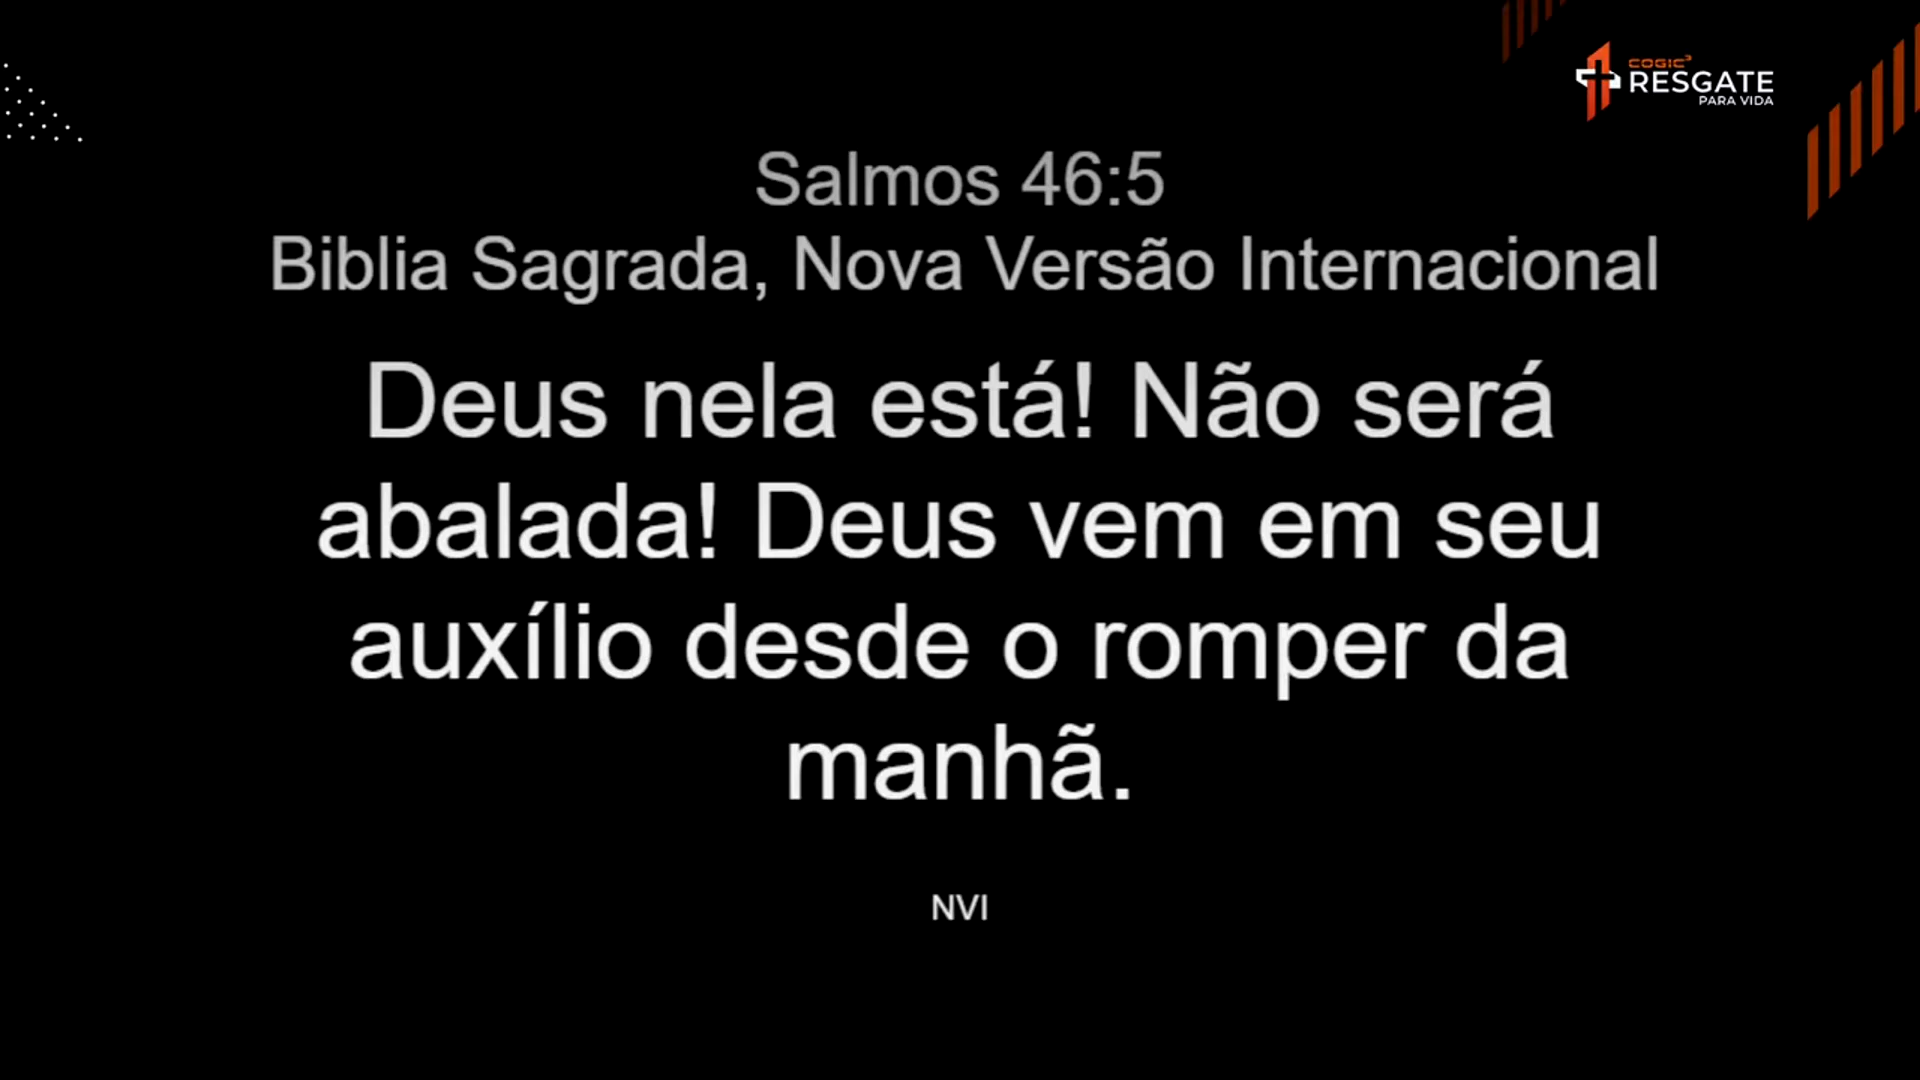 COGIC³
RESGATE
PARA VIDA
Salmos 46:5
Biblia Sagrada, Nova Versão Internacional
Deus nela está! Não será
abalada! Deus vem em seu
auxílio desde o romper da
manhã.
NVI